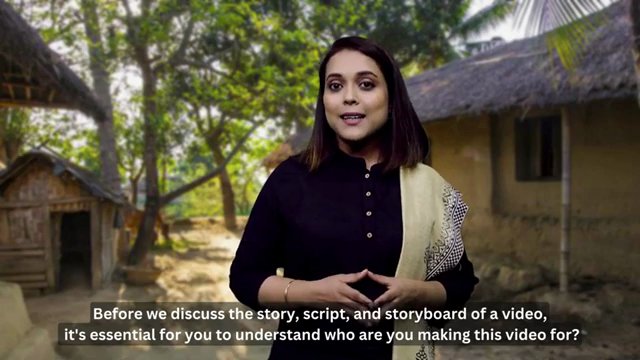 Before we discuss the story, script, and storyboard of a video,
it's essential for you to understand who are you making this video for?